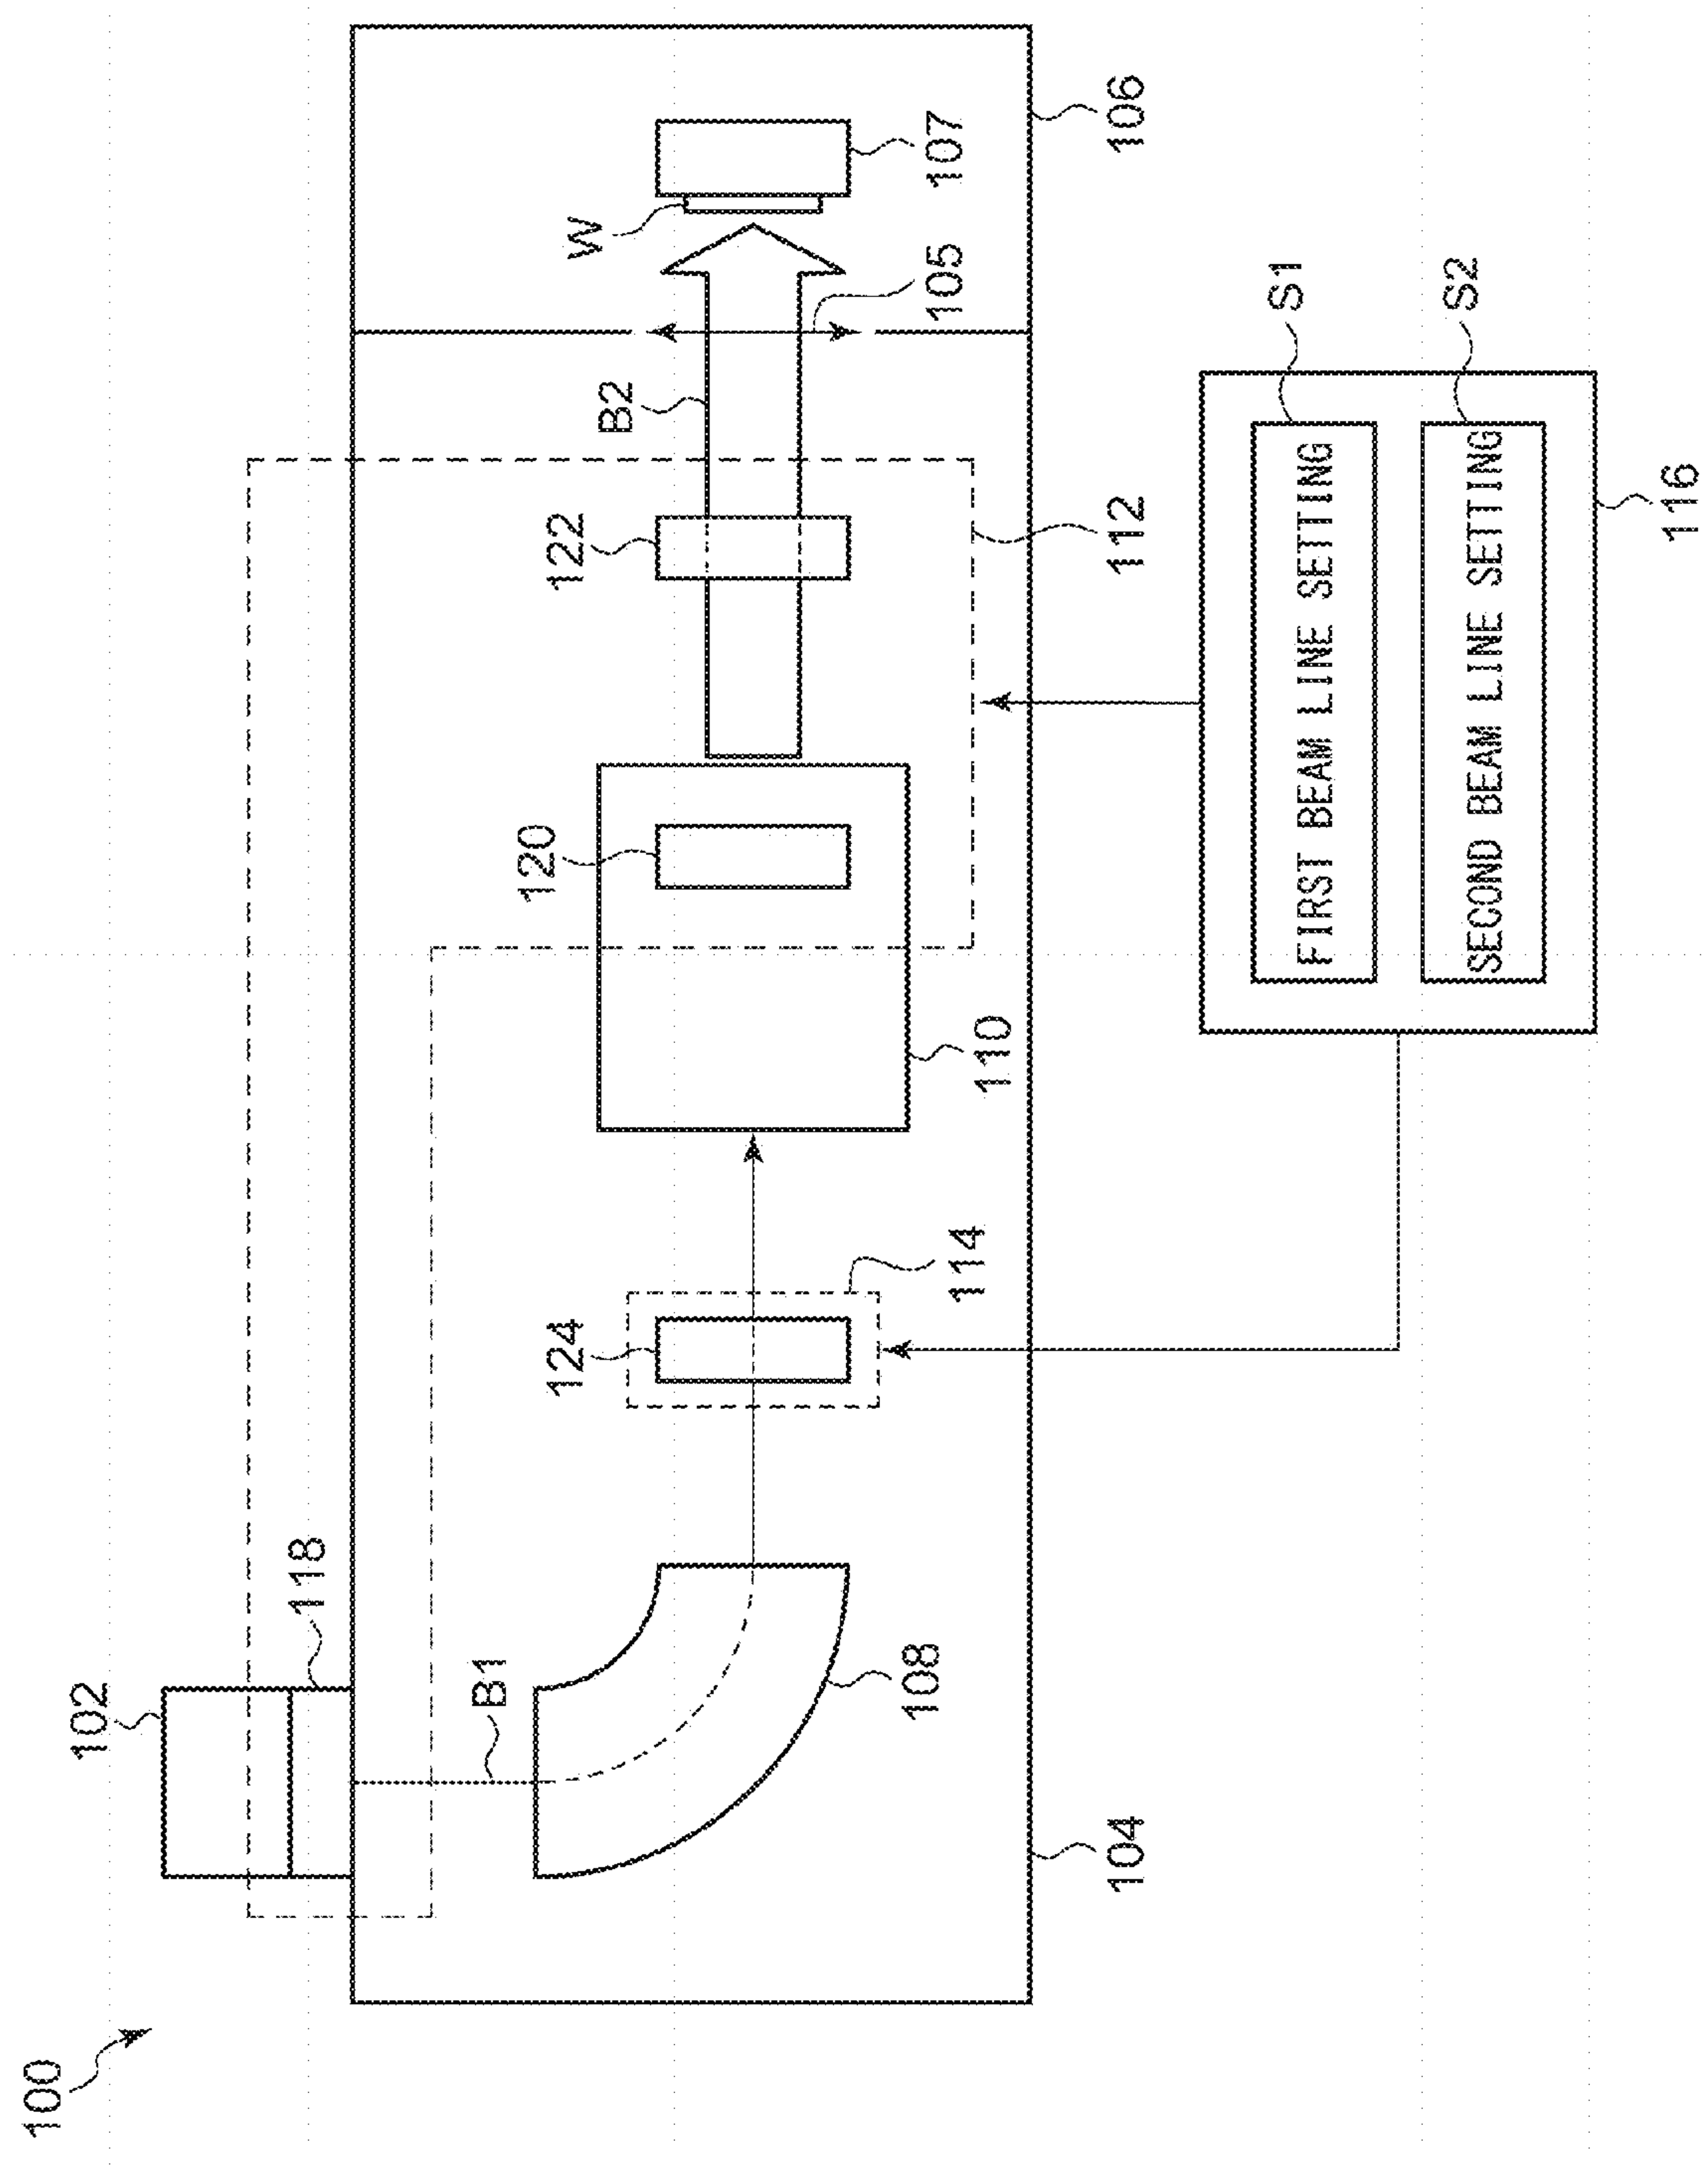 100
102
118
B1
108
104
124
114
110
120
122
112
B2
W
105
107
106
FIRST BEAM LINE SETTING
S1
SECOND BEAM LINE SETTING
S2
116